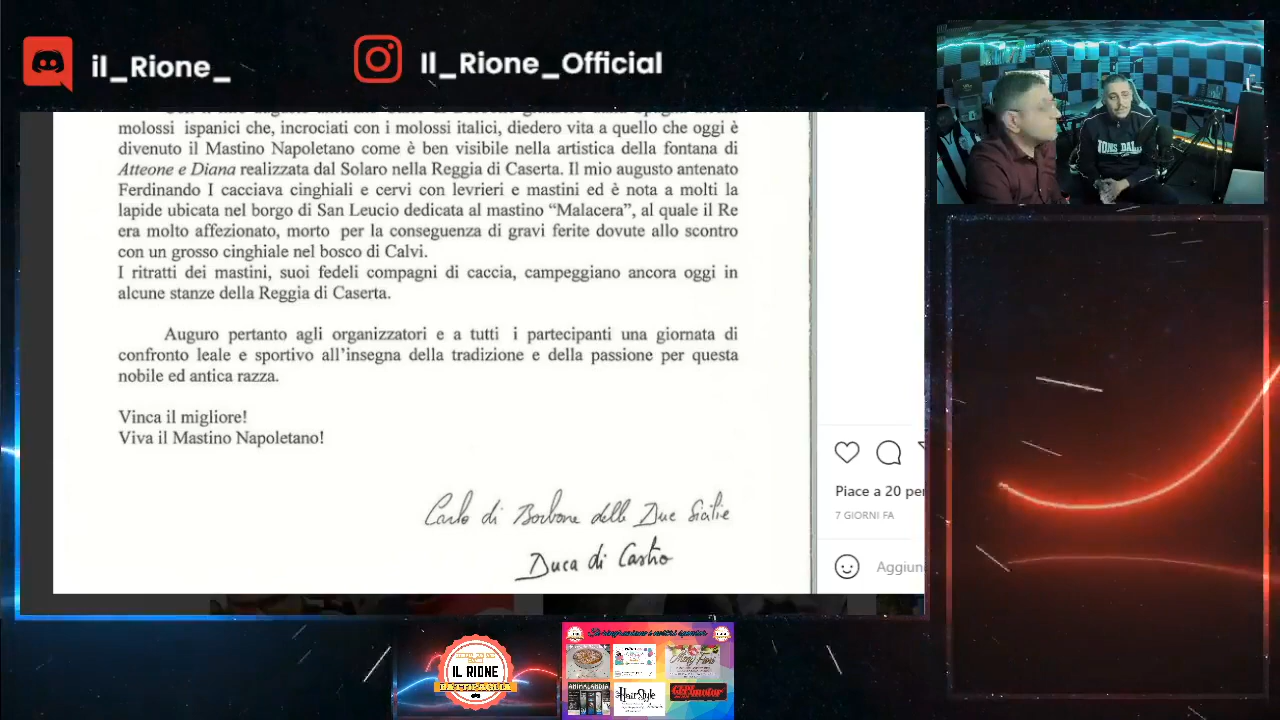 il_Rione_
Il_Rione_Official
molossi ispanici che, incrociati con i molossi italici, diedero vita a quello che oggi è
divenuto il Mastino Napoletano come è ben visibile nella artistica della fontana di
Atteone e Diana realizzata dal Solaro nella Reggia di Caserta. Il mio augusto antenato
Ferdinando I cacciava cinghiali e cervi con levrieri e mastini ed è nota a molti la
lapide ubicata nel borgo di San Leucio dedicata al mastino “Malacera”, al quale il Re
era molto affezionato, morto per la conseguenza di gravi ferite dovute allo scontro
con un grosso cinghiale nel bosco di Calvi.
I ritratti dei mastini, suoi fedeli compagni di caccia, campeggiano ancora oggi in
alcune stanze della Reggia di Caserta.
Auguro pertanto agli organizzatori e a tutti i partecipanti una giornata di
confronto leale e sportivo all’insegna della tradizione e della passione per questa
nobile ed antica razza.
Vinca il migliore!
Viva il Mastino Napoletano!
Carlo di Borbone delle Due Sicilie
Duca di Castro
Piace a 20 per
7 GIORNI FA
Aggiun
IL RIONE
ANIMALANDIA
HairStyle